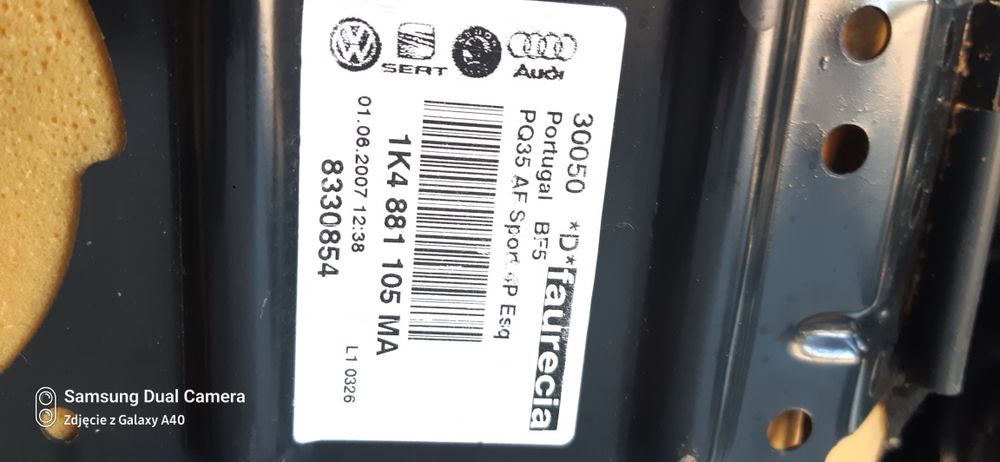 SEAT
Audi
30050 *D*
faurecia
Portugal BF5
PQ35 AF Sport Esq
1K4 881 105 MA
01.06.2007 12:38
L1 0326
8330854
Samsung Dual Camera
Zdjęcie z Galaxy A40